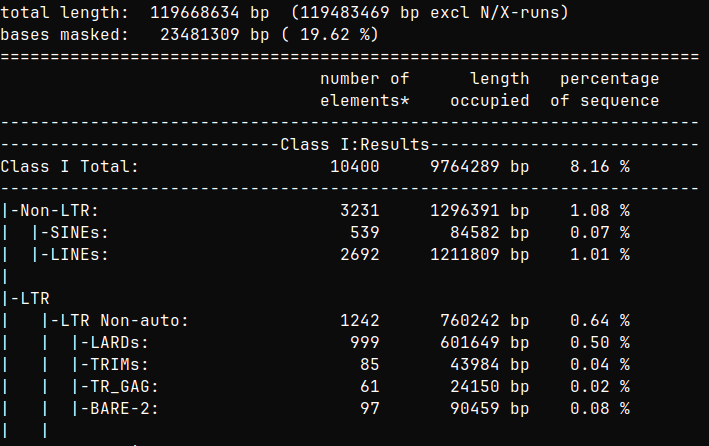 total length:  119668634 bp  (119483469 bp excl N/X-runs)
bases masked:   23481309 bp ( 19.62 %)
======================================================================
                                number of      length   percentage
                                elements*    occupied  of sequence
----------------------------------------------------------------------
----------------------------Class I:Results---------------------------
Class I Total:                   10400     9764289 bp    8.16 %
----------------------------------------------------------------------
|-Non-LTR:                        3231     1296391 bp    1.08 %
|  |-SINEs:                        539       84582 bp    0.07 %
|  |-LINEs:                       2692     1211809 bp    1.01 %
|
|-LTR
|   |-LTR Non-auto:               1242      760242 bp    0.64 %
|   |  |-LARDs:                    999      601649 bp    0.50 %
|   |  |-TRIMs:                     85       43984 bp    0.04 %
|   |  |-TR_GAG:                    61       24150 bp    0.02 %
|   |  |-BARE-2:                    97       90459 bp    0.08 %
|   |